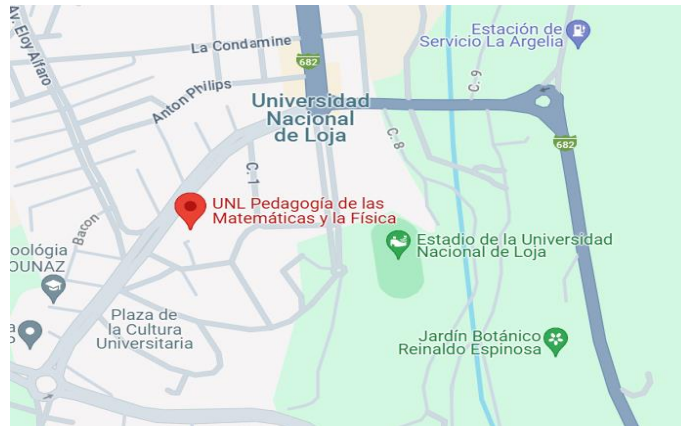 Av. Eloy Alfaro
La Condamine
682
Anton Philips
Estación de
Servicio La Argelia
C. 9
Universidad
Nacional
de Loja
682
C. 8
C. 1
UNL Pedagogía de las
Matemáticas y la Física
Bacon
Estadio de la Universidad
Nacional de Loja
oológia
OUNAZ
Plaza de
la Cultura
Universitaria
Jardín Botánico
Reinaldo Espinosa